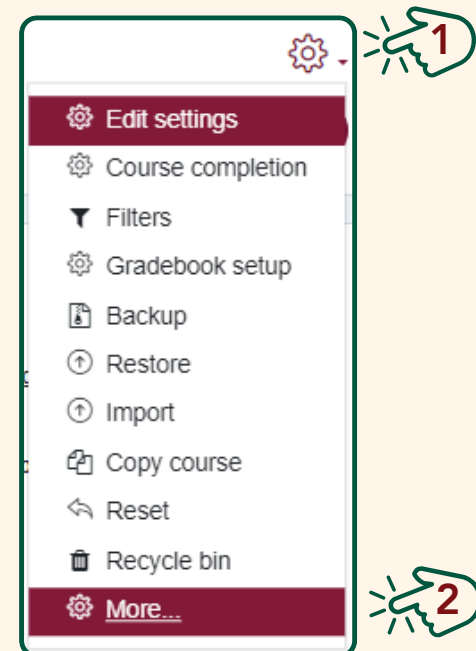 1
Edit settings
Course completion
Filters
Gradebook setup
Backup
Restore
Import
Copy course
Reset
Recycle bin
More...
2